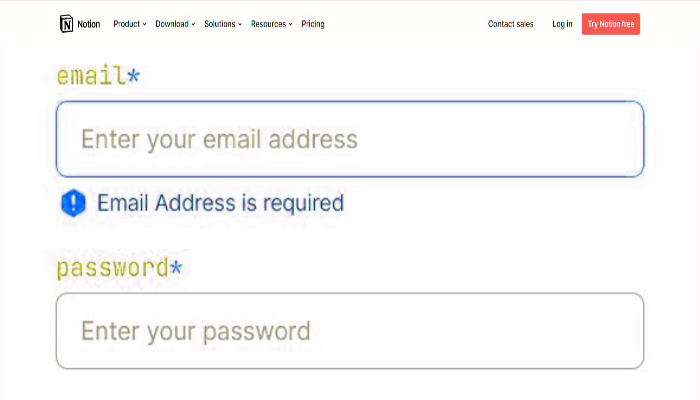 Notion Product Download Solutions Resources Pricing Contact sales Log in Try Notion free
email*
Enter your email address
Email Address is required
password*
Enter your password